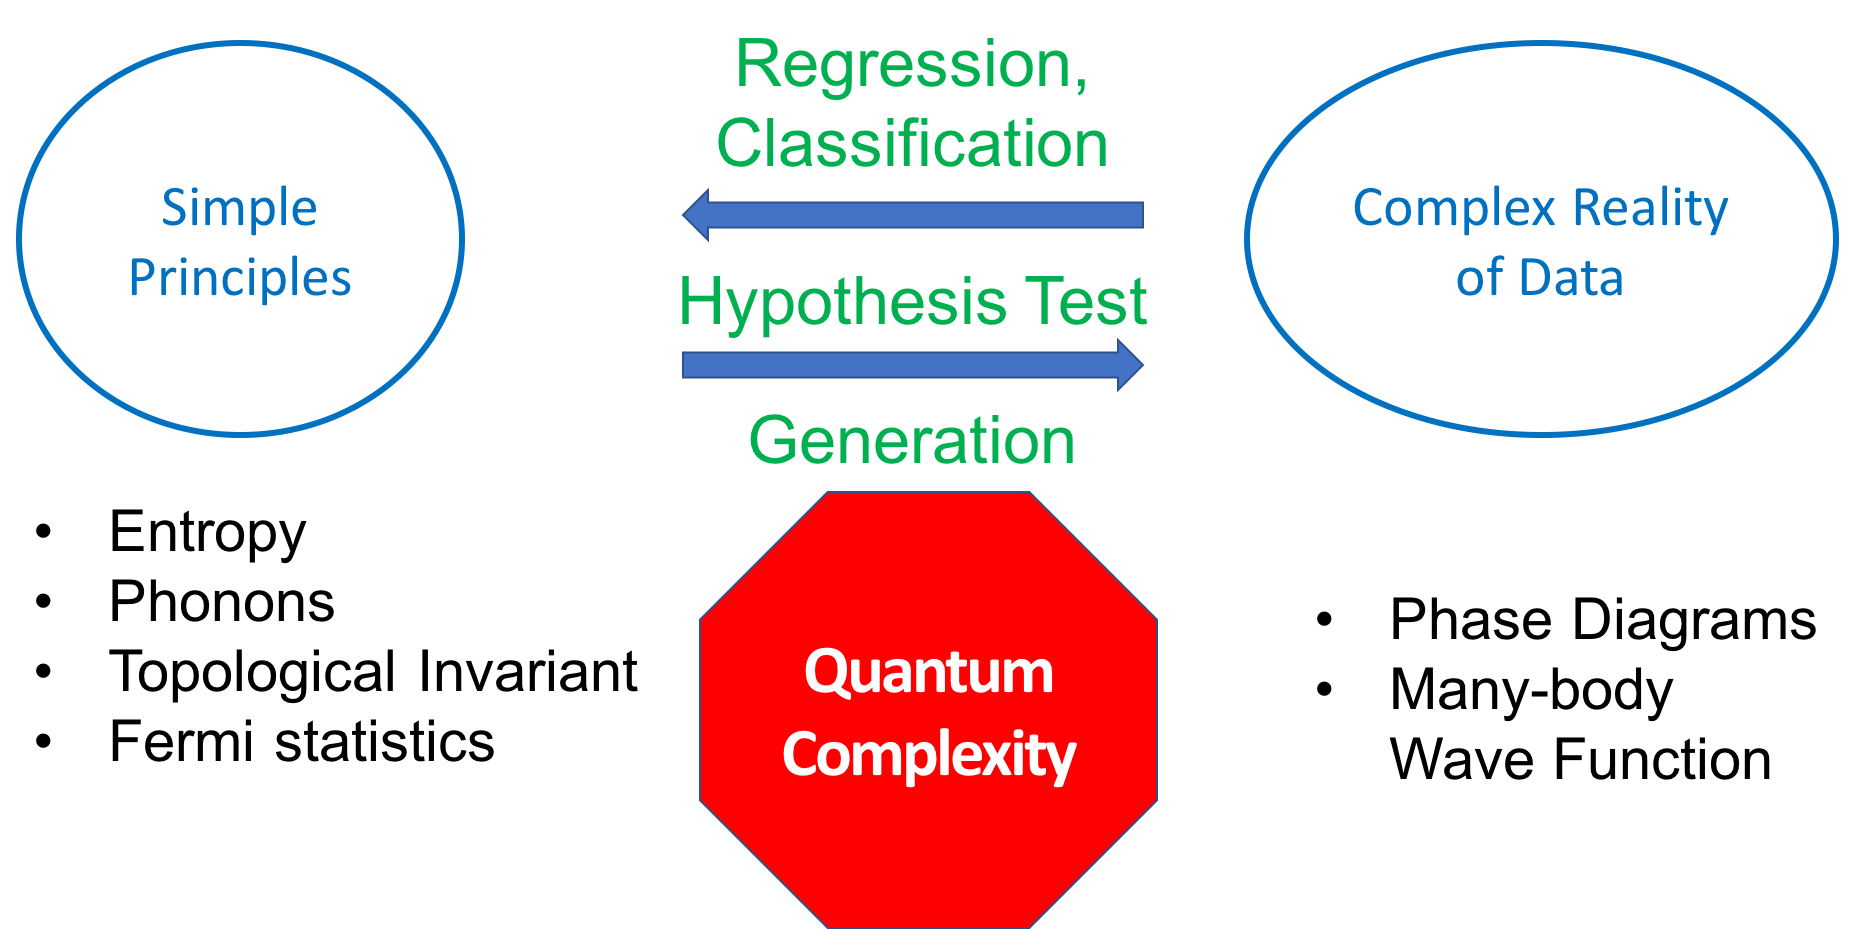 Simple
Principles
Regression,
Classification
Hypothesis Test
Generation
Complex Reality
of Data
• Entropy
• Phonons
• Topological Invariant
• Fermi statistics
Quantum
Complexity
• Phase Diagrams
• Many-body
Wave Function